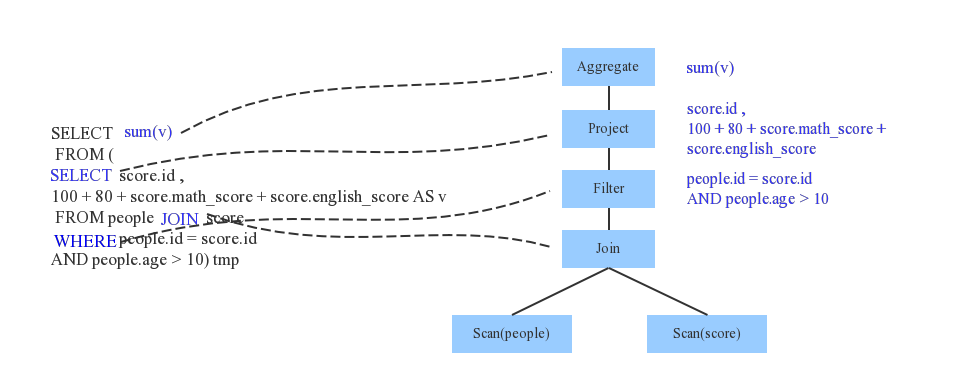 SELECT sum(v)
FROM (
SELECT score.id ,
100 + 80 + score.math_score + score.english_score AS v
FROM people JOIN score
WHERE people.id = score.id
AND people.age > 10) tmp
Aggregate
sum(v)
Project
score.id ,
100 + 80 + score.math_score +
score.english_score
Filter
people.id = score.id
AND people.age > 10
Join
Scan(people)
Scan(score)